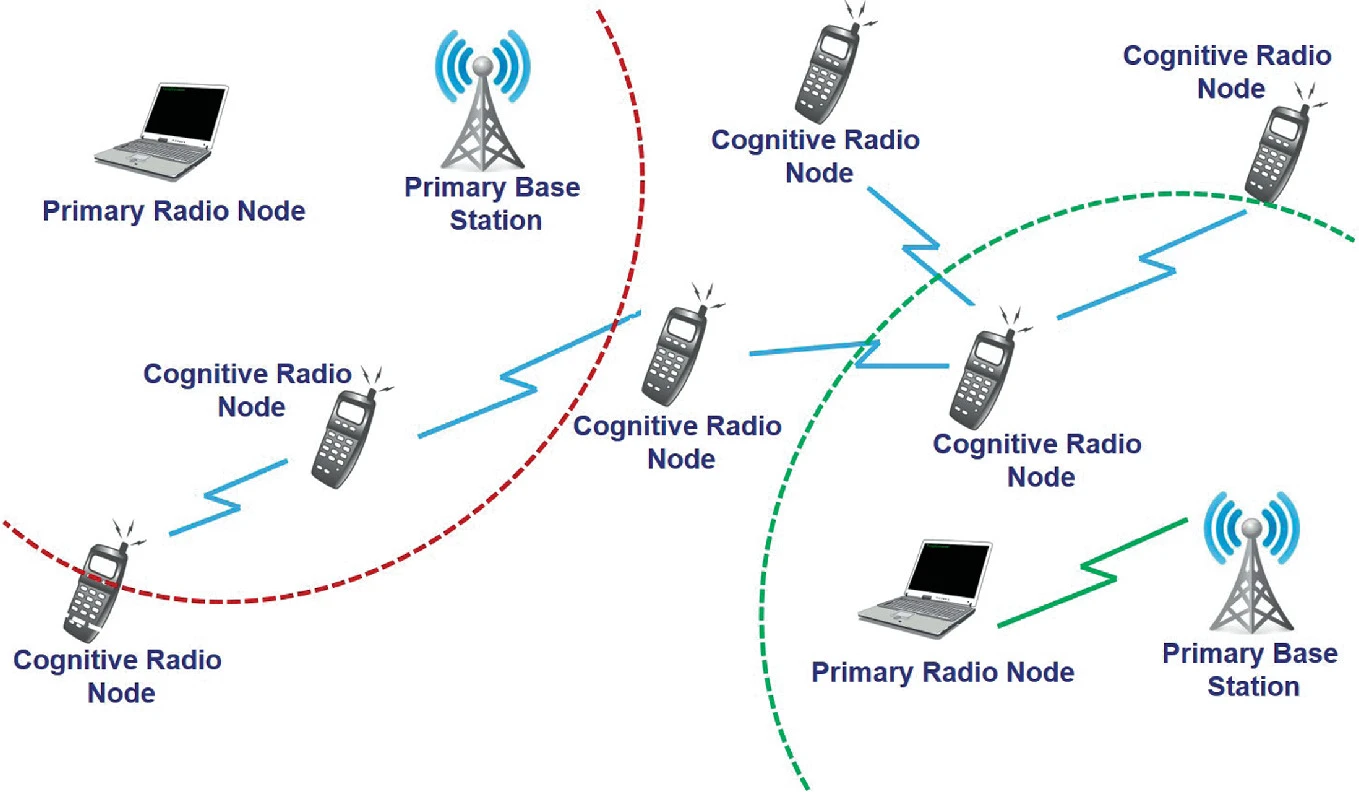 Primary Radio Node
Primary Base
Station
Cognitive Radio
Node
Cognitive Radio
Node
Cognitive Radio
Node
Cognitive Radio
Node
Cognitive Radio
Node
Cognitive Radio
Node
Primary Radio Node
Primary Base
Station